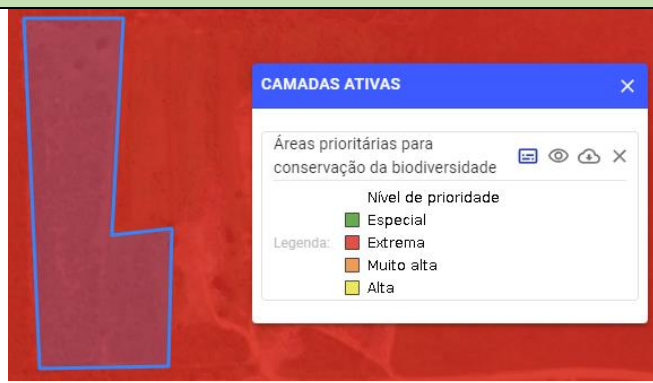 CAMADAS ATIVAS
Áreas prioritárias para
conservação da biodiversidade
Nível de prioridade
Especial
Legenda:
Extrema
Muito alta
Alta